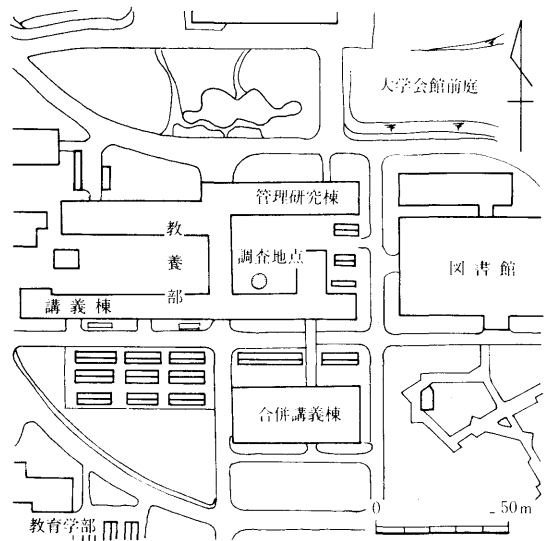 大学会館前庭
管理研究棟
教養部
調査地点
図書館
講義棟
合併講義棟
教育学部
0 50m